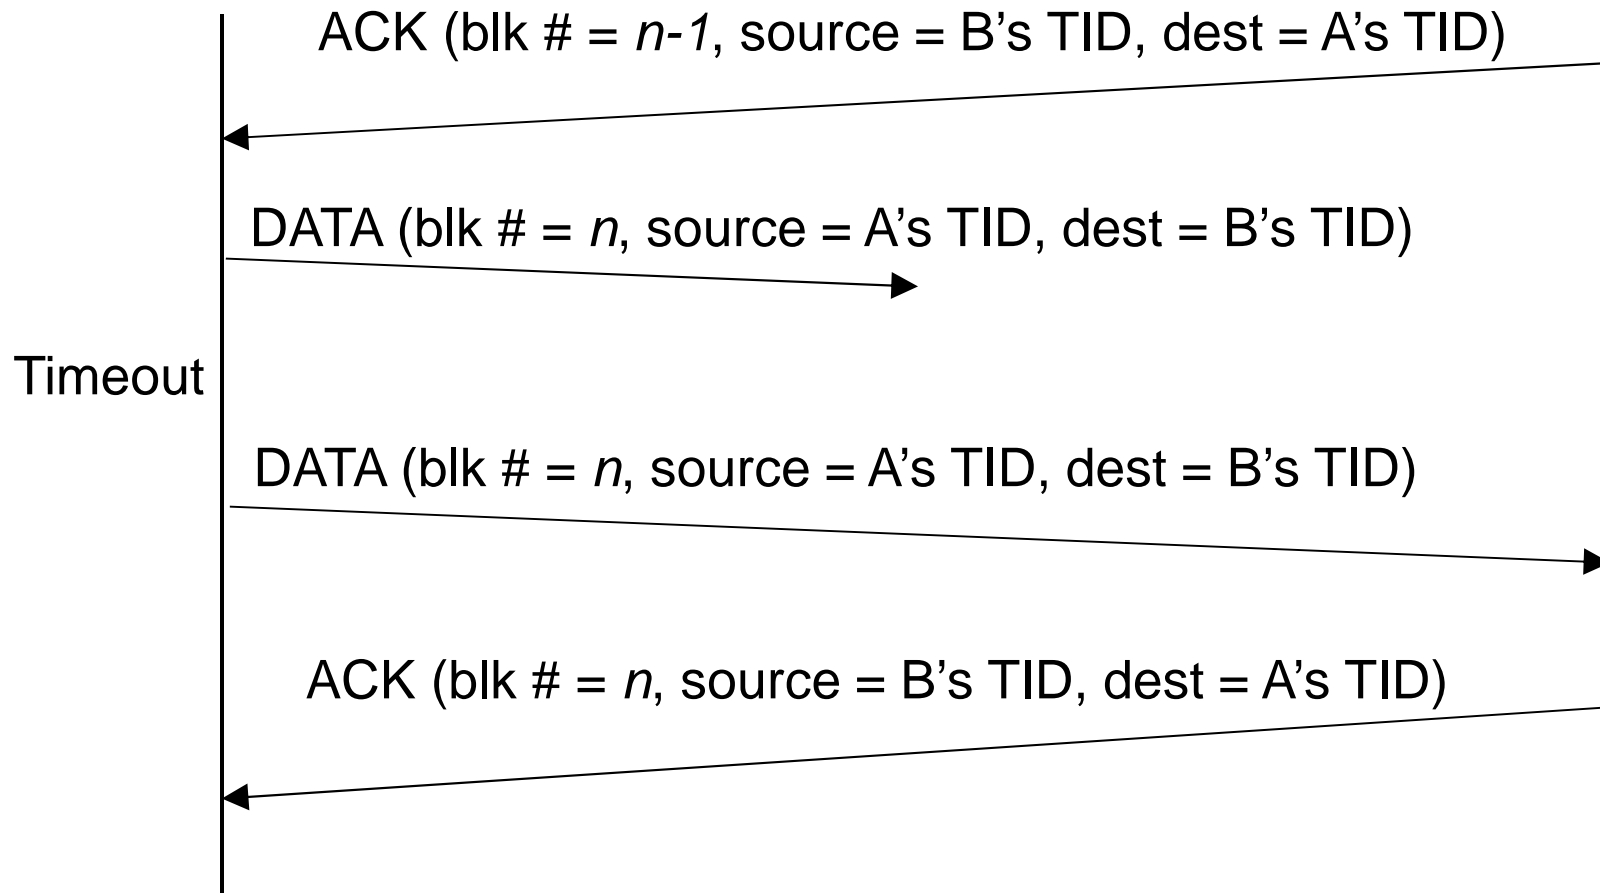 ACK (blk # = n-1, source = B’s TID, dest = A’s TID)
DATA (blk # = n, source = A’s TID, dest = B’s TID)
Timeout
DATA (blk # = n, source = A’s TID, dest = B’s TID)
ACK (blk # = n, source = B’s TID, dest = A’s TID)